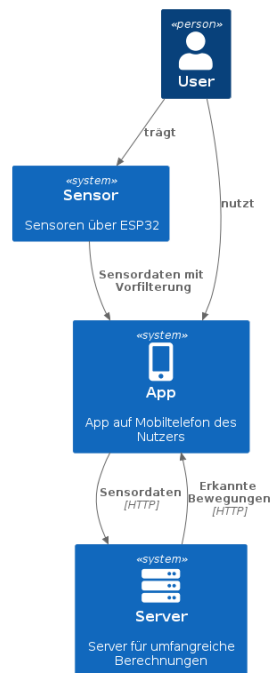 «person»
User
trägt
nutzt
«system»
Sensor
Sensoren über ESP32
Sensordaten mit
Vorfilterung
«system»
App
App auf Mobiltelefon des
Nutzers
Sensordaten
[HTTP]
Erkannte
Bewegungen
[HTTP]
«system»
Server
Server für umfangreiche
Berechnungen